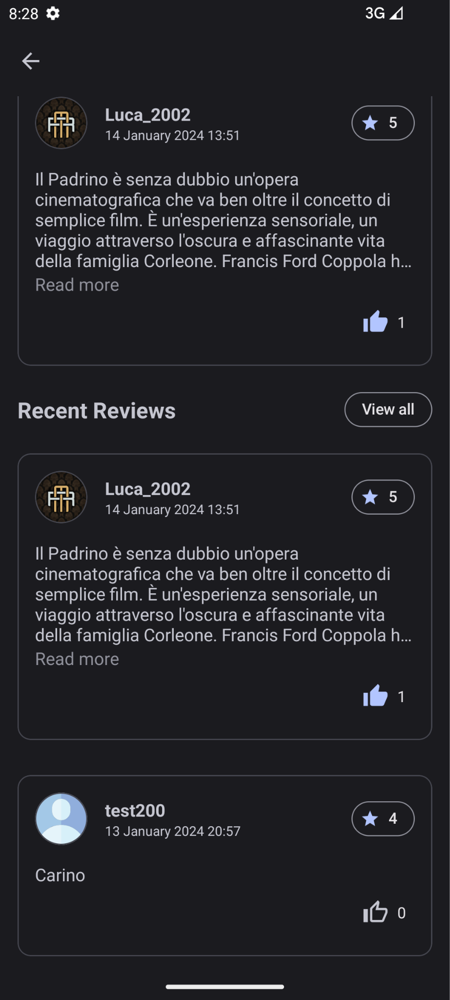 8:28
3G
Luca_2002
5
14 January 2024 13:51
Il Padrino è senza dubbio un'opera
cinematografica che va ben oltre il concetto di
semplice film. È un'esperienza sensoriale, un
viaggio attraverso l'oscura e affascinante vita
della famiglia Corleone. Francis Ford Coppola h...
Read more
1
Recent Reviews
View all
Luca_2002
5
14 January 2024 13:51
Il Padrino è senza dubbio un'opera
cinematografica che va ben oltre il concetto di
semplice film. È un'esperienza sensoriale, un
viaggio attraverso l'oscura e affascinante vita
della famiglia Corleone. Francis Ford Coppola h...
Read more
1
test200
4
13 January 2024 20:57
Carino
0